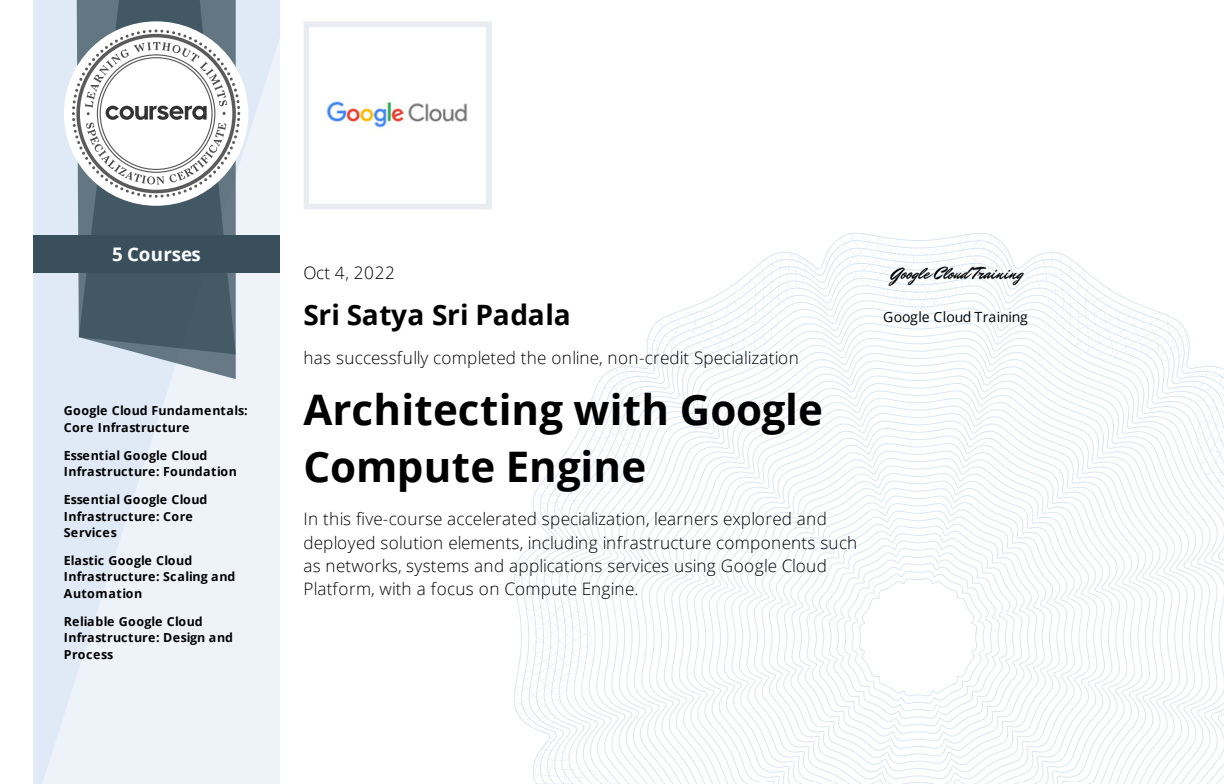 LEARNING WITHOUT LIMITS
coursera
SPECIALIZATION CERTIFICATE
5 Courses
Google Cloud Fundamentals:
Core Infrastructure
Essential Google Cloud
Infrastructure: Foundation
Essential Google Cloud
Infrastructure: Core
Services
Elastic Google Cloud
Infrastructure: Scaling and
Automation
Reliable Google Cloud
Infrastructure: Design and
Process
Google Cloud
Oct 4, 2022
Sri Satya Sri Padala
has successfully completed the online, non-credit Specialization
Architecting with Google
Compute Engine
In this five-course accelerated specialization, learners explored and
deployed solution elements, including infrastructure components such
as networks, systems and applications services using Google Cloud
Platform, with a focus on Compute Engine.
Google Cloud Training
Google Cloud Training